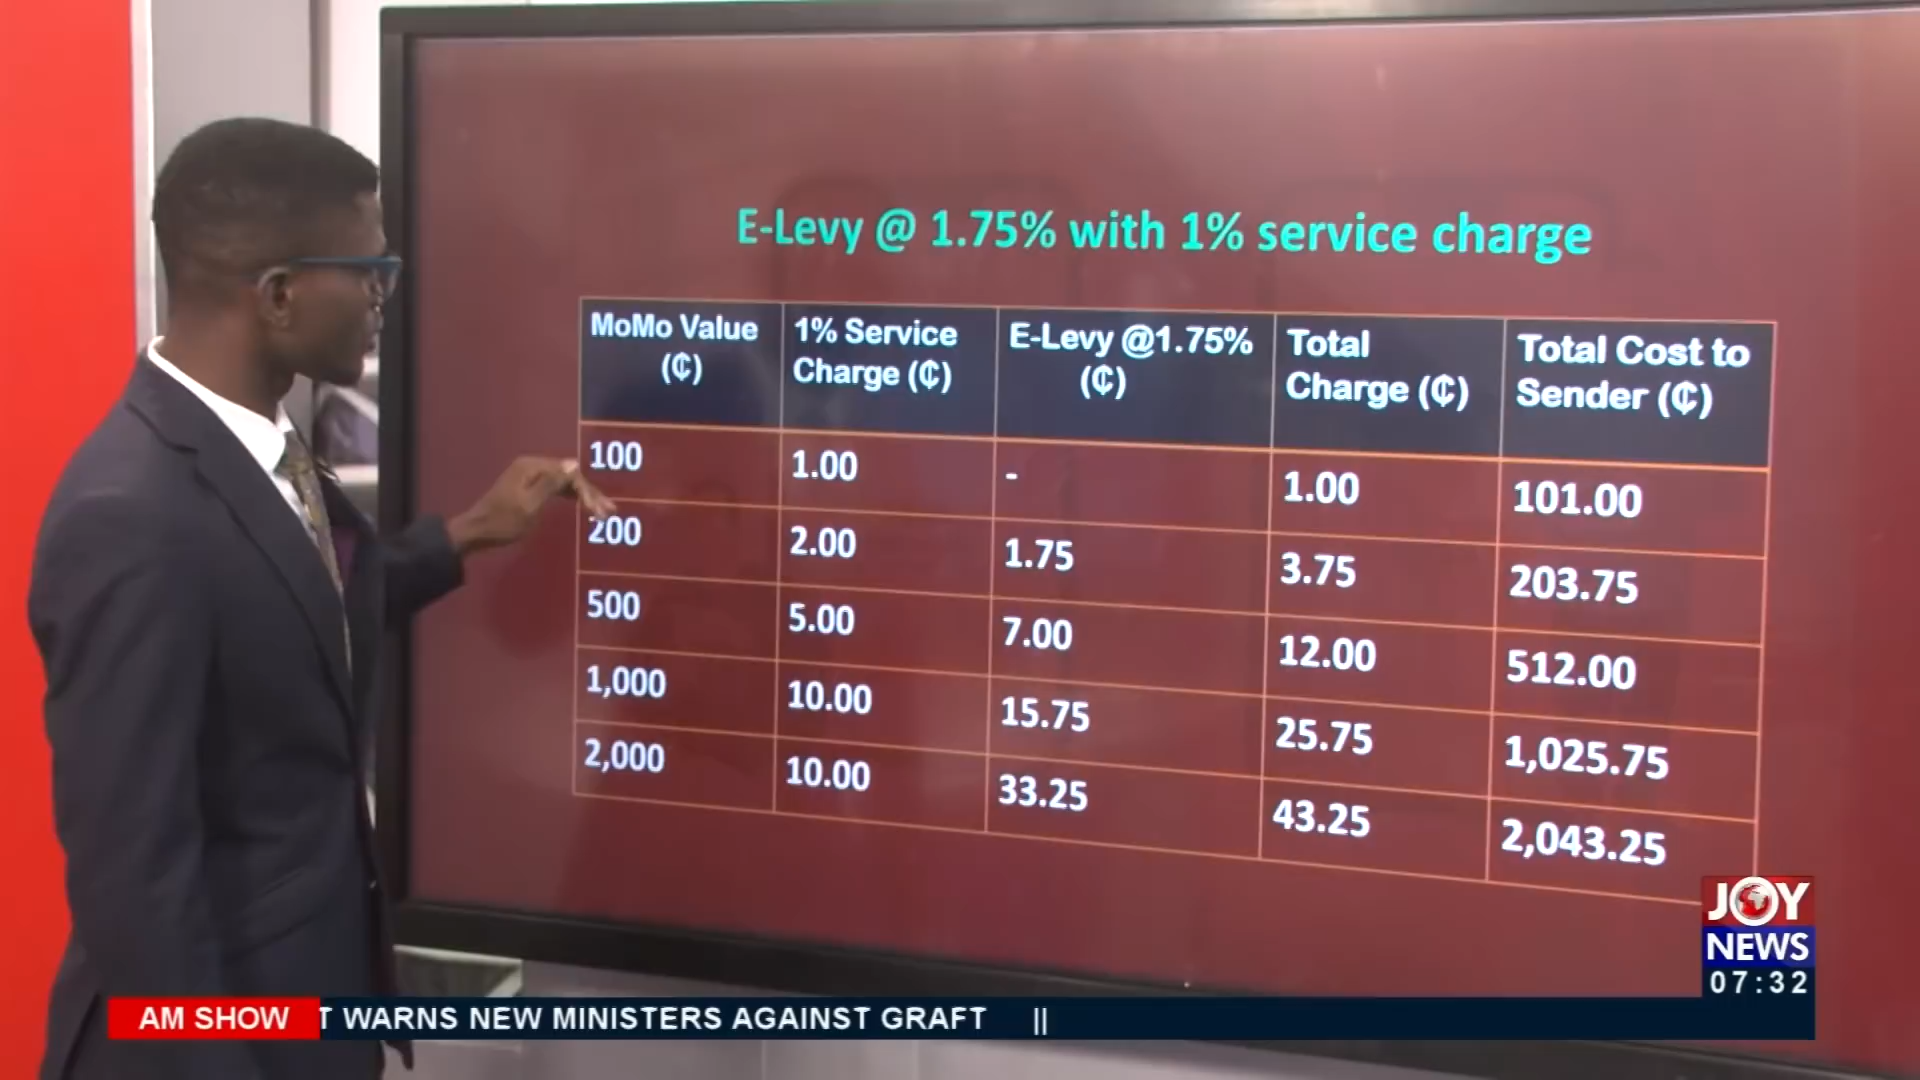 E-Levy @ 1.75% with 1% service charge
MoMo Value (₵)
1% Service Charge (₵)
E-Levy @1.75% (₵)
Total Charge (₵)
Total Cost to Sender (₵)
100 1.00 - 1.00 101.00
200 2.00 1.75 3.75 203.75
500 5.00 7.00 12.00 512.00
1,000 10.00 15.75 25.75 1,025.75
2,000 10.00 33.25 43.25 2,043.25
JOY
NEWS
07:32
AM SHOW T WARNS NEW MINISTERS AGAINST GRAFT ||